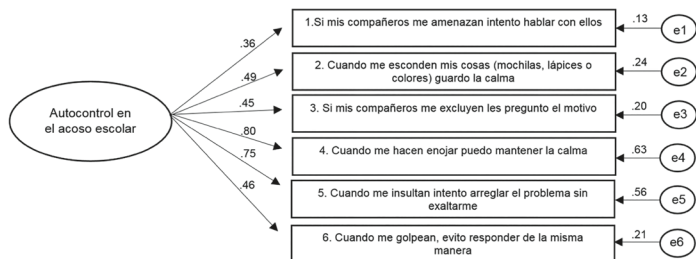 1.Si mis compañeros me amenazan intento hablar con ellos
.13
e1
.36
2. Cuando me esconden mis cosas (mochilas, lápices o
colores) guardo la calma
.24
e2
.49
Autocontrol en
el acoso escolar
.45
3. Si mis compañeros me excluyen les pregunto el motivo
.20
e3
.80
4. Cuando me hacen enojar puedo mantener la calma
.63
e4
.75
5. Cuando me insultan intento arreglar el problema sin
exaltarme
.56
e5
.46
6. Cuando me golpean, evito responder de la misma
manera
.21
e6